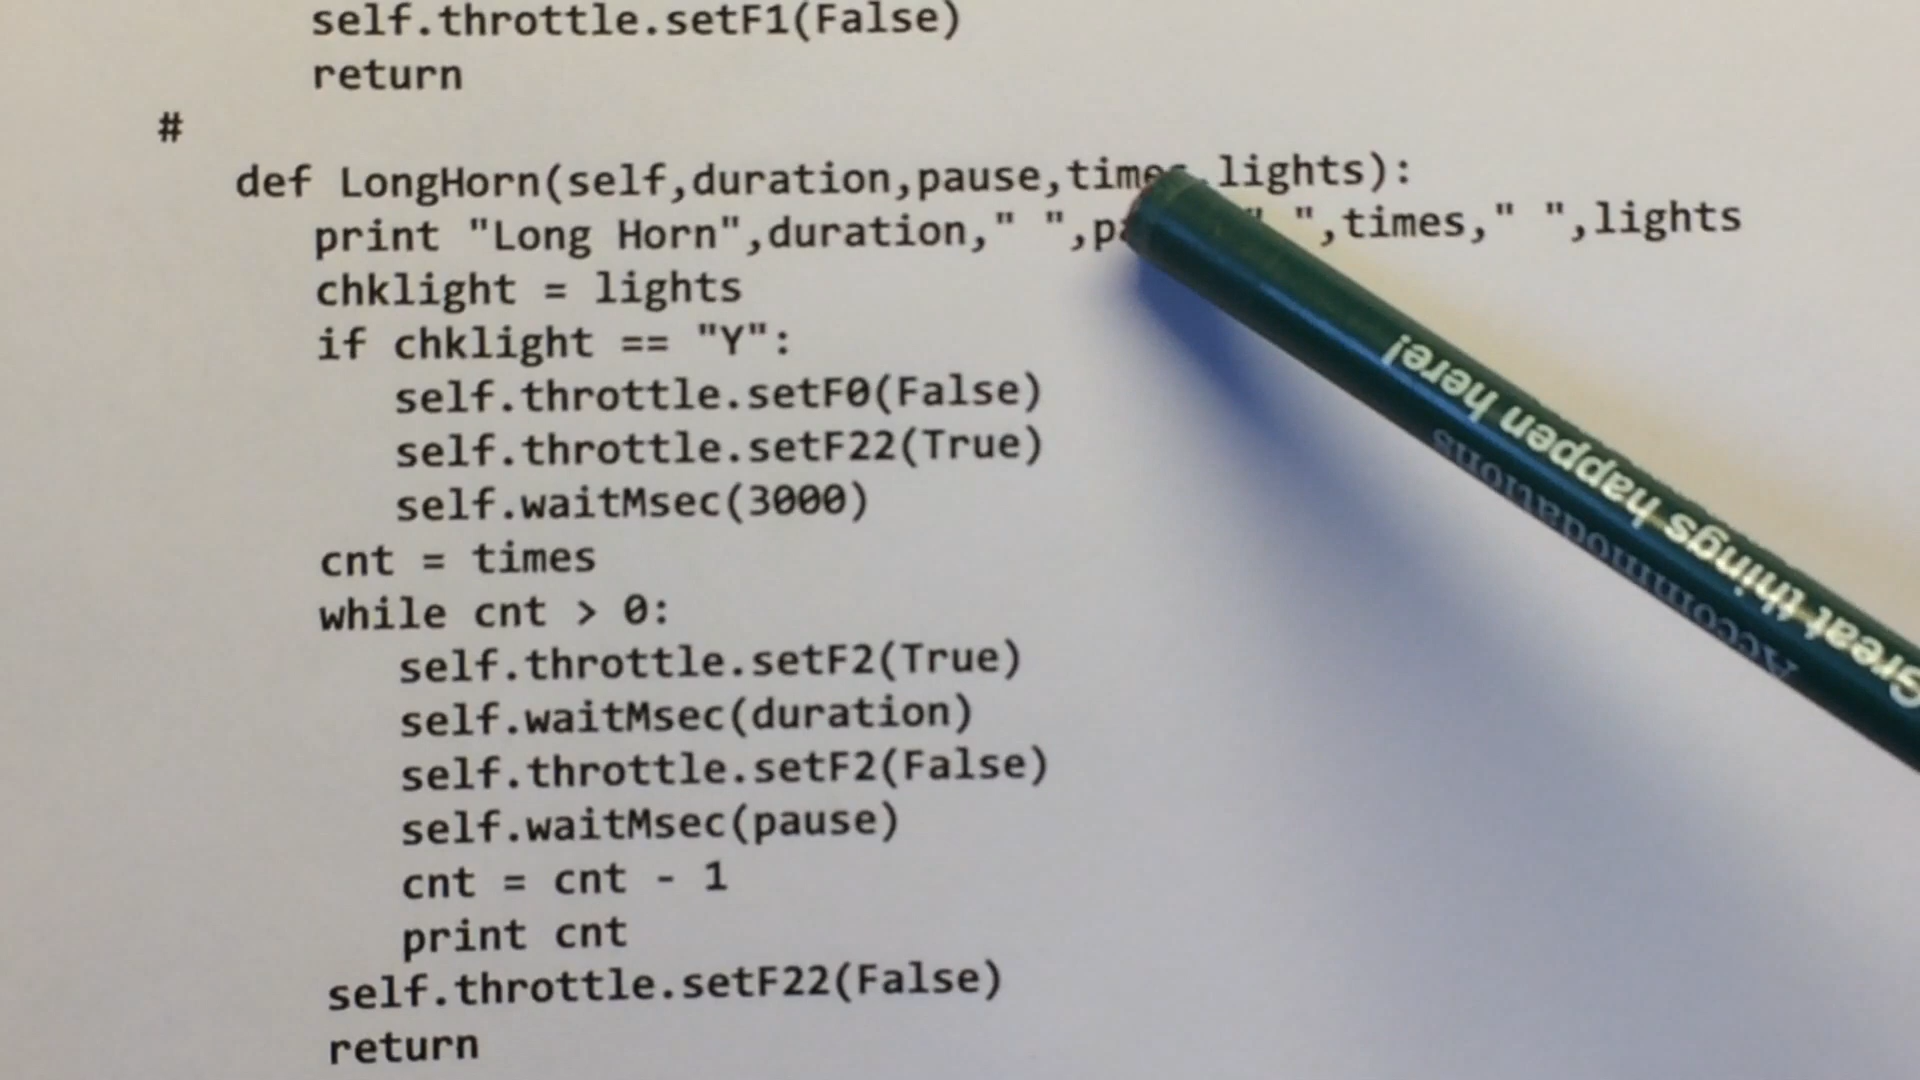 self.throttle.setF1(False)
return
#
def LongHorn(self,duration,pause,times,lights):
print "Long Horn",duration," ", " ",times," ",lights
chklight = lights
if chklight == "Y":
self.throttle.setF0(False)
self.throttle.setF22(True)
self.waitMsec(3000)
cnt = times
while cnt > 0:
self.throttle.setF2(True)
self.waitMsec(duration)
self.throttle.setF2(False)
self.waitMsec(pause)
cnt = cnt - 1
print cnt
self.throttle.setF22(False)
return
Great things happen here!
Accommodations